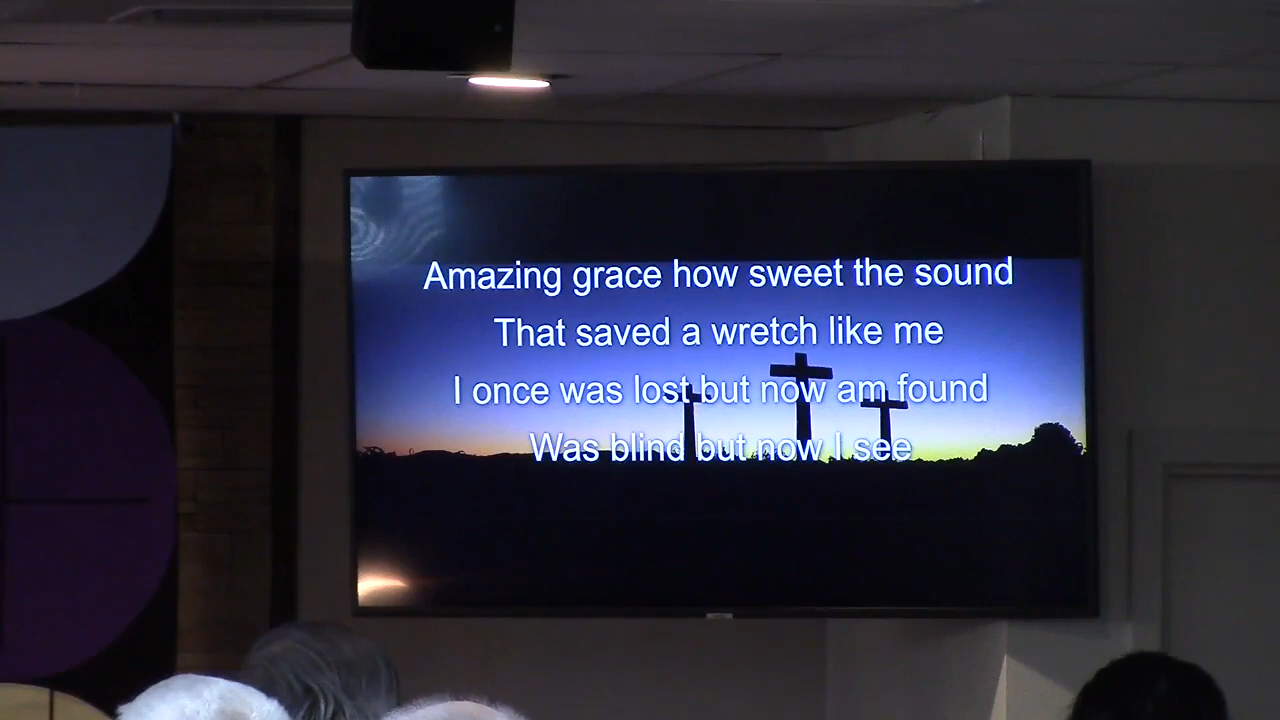 Amazing grace how sweet the sound
That saved a wretch like me
I once was lost but now am found
Was blind but now I see